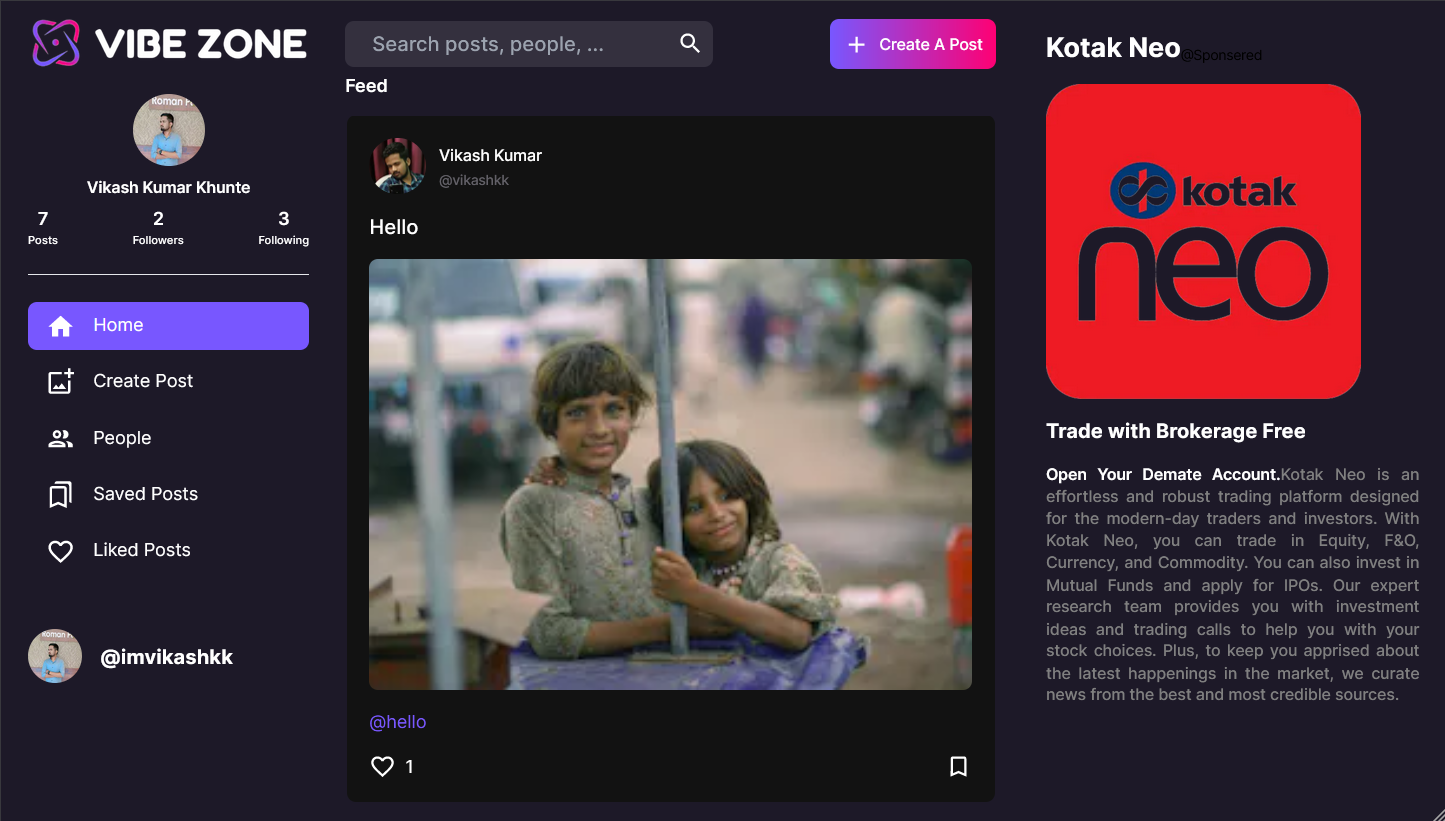 VIBE ZONE
Search posts, people, ...
Create A Post
Kotak Neo@Sponsered
Feed
Vikash Kumar Khunte
7
Posts
2
Followers
3
Following
Home
Create Post
People
Saved Posts
Liked Posts
@imvikashkk
Vikash Kumar
@vikashkk
Hello
@hello
1
kotak
neo
Trade with Brokerage Free
Open Your Demate Account.Kotak Neo is an
effortless and robust trading platform designed
for the modern-day traders and investors. With
Kotak Neo, you can trade in Equity, F&O,
Currency, and Commodity. You can also invest in
Mutual Funds and apply for IPOs. Our expert
research team provides you with investment
ideas and trading calls to help you with your
stock choices. Plus, to keep you apprised about
the latest happenings in the market, we curate
news from the best and most credible sources.